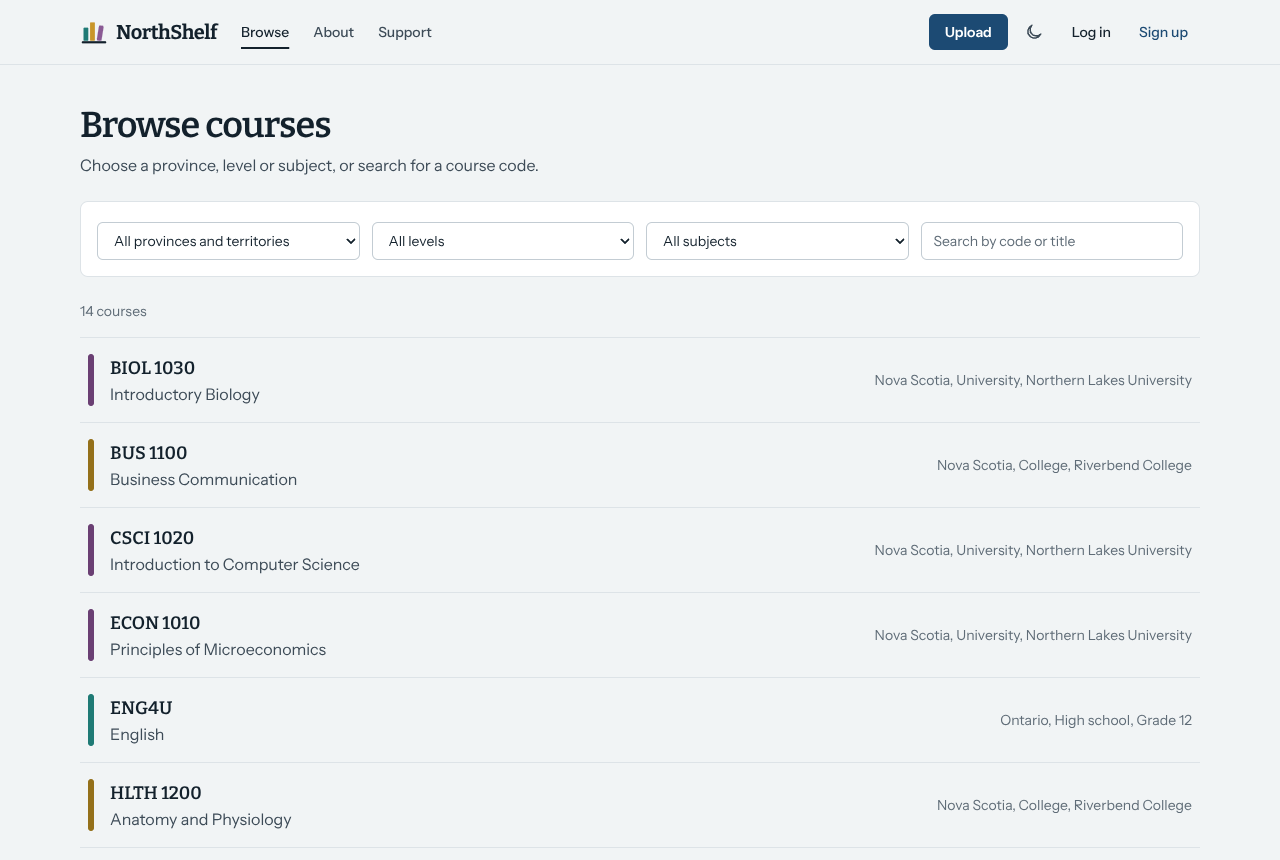 NorthShelf Browse About Support Upload Log in Sign up
Browse courses
Choose a province, level or subject, or search for a course code.
All provinces and territories All levels All subjects Search by code or title
14 courses
BIOL 1030
Introductory Biology
Nova Scotia, University, Northern Lakes University
BUS 1100
Business Communication
Nova Scotia, College, Riverbend College
CSCI 1020
Introduction to Computer Science
Nova Scotia, University, Northern Lakes University
ECON 1010
Principles of Microeconomics
Nova Scotia, University, Northern Lakes University
ENG4U
English
Ontario, High school, Grade 12
HLTH 1200
Anatomy and Physiology
Nova Scotia, College, Riverbend College